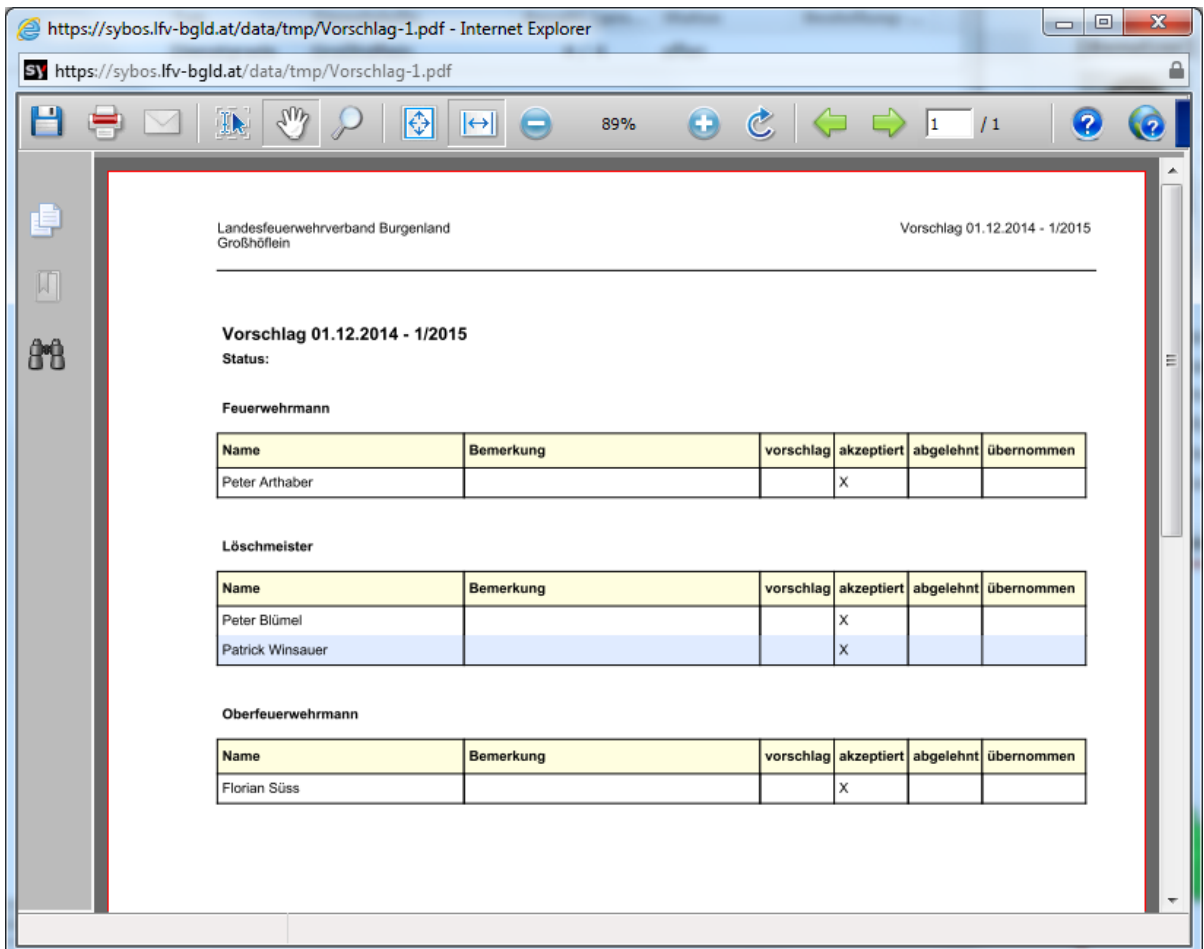 https://sybos.lfv-bgld.at/data/tmp/Vorschlag-1.pdf - Internet Explorer
sy https://sybos.lfv-bgld.at/data/tmp/Vorschlag-1.pdf
89% 1 / 1
Landesfeuerwehrverband Burgenland Vorschlag 01.12.2014 - 1/2015
Großhöflein
Vorschlag 01.12.2014 - 1/2015
Status:
Feuerwehrmann
Name Bemerkung vorschlag akzeptiert abgelehnt übernommen
Peter Arthaber X
Löschmeister
Name Bemerkung vorschlag akzeptiert abgelehnt übernommen
Peter Blümel X
Patrick Winsauer X
Oberfeuerwehrmann
Name Bemerkung vorschlag akzeptiert abgelehnt übernommen
Florian Süss X